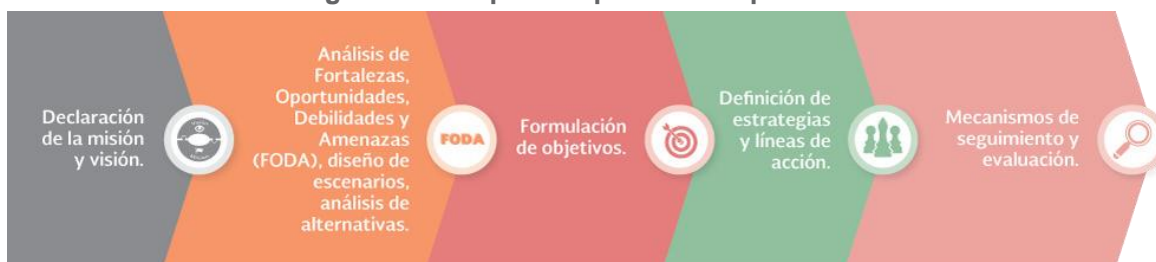 Declaración
de la misión
y visión.
Análisis de
Fortalezas,
Oportunidades,
Debilidades y
Amenazas
(FODA), diseño de
escenarios,
análisis de
alternativas.
FODA
Formulación
de objetivos.
Definición de
estrategias
y líneas de
acción.
Mecanismos de
seguimiento y
evaluación.